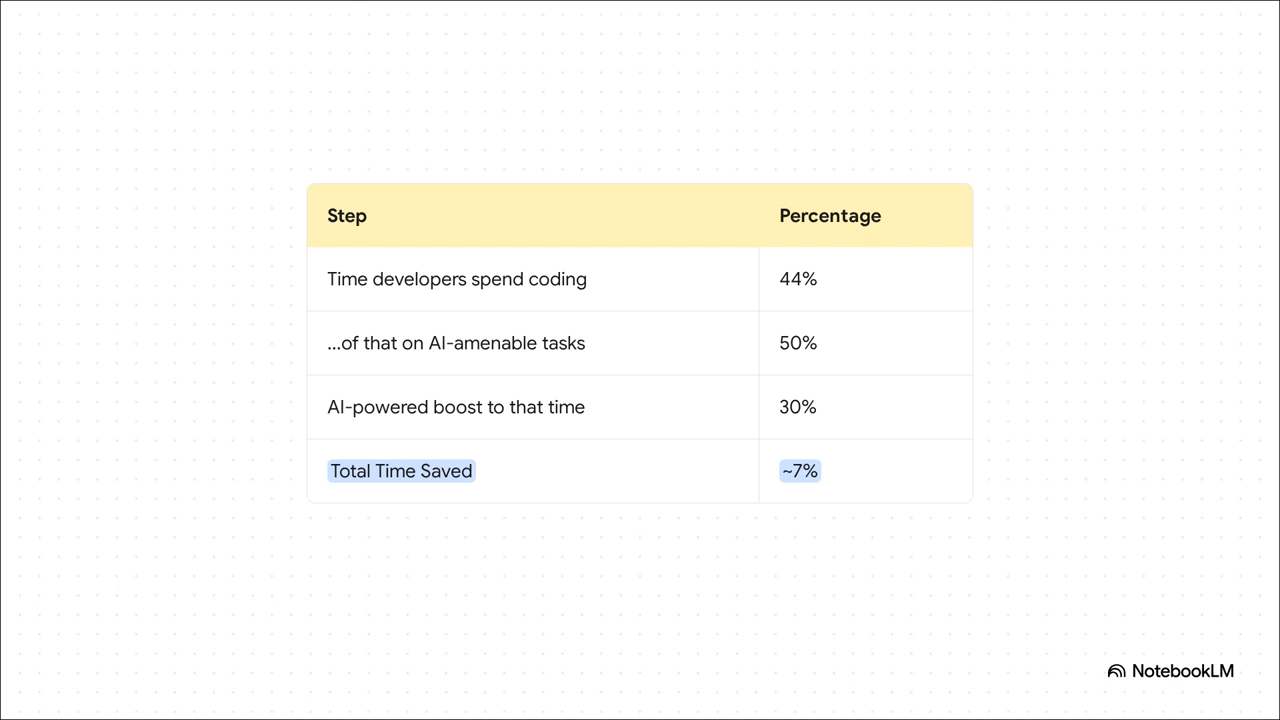 Step Percentage
Time developers spend coding 44%
...of that on AI-amenable tasks 50%
AI-powered boost to that time 30%
Total Time Saved ~7%
NotebookLM